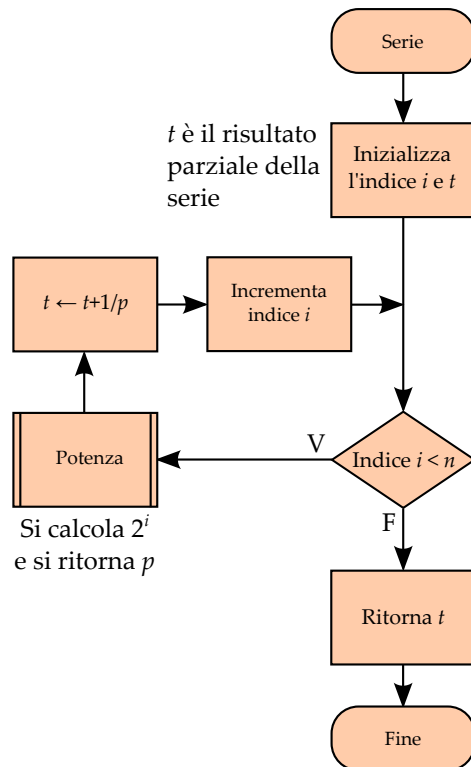 Serie
t è il risultato
parziale della
serie
Inizializza
l'indice i e t
t ← t+1/p
Incrementa
indice i
Potenza
V
Indice i < n
Si calcola 2^i
e si ritorna p
F
Ritorna t
Fine